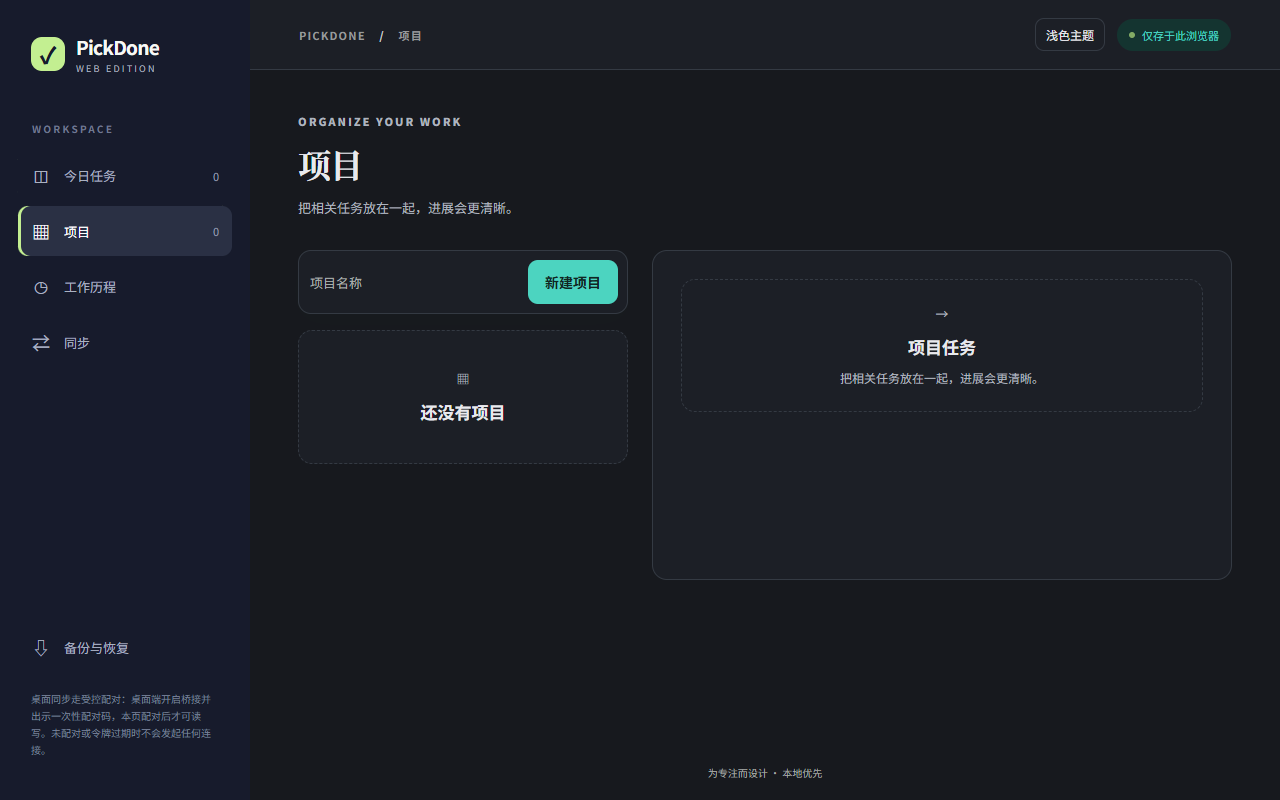 ✓ PickDone
WEB EDITION
WORKSPACE
今日任务 0
项目 0
工作历程
同步
备份与恢复
桌面同步走受控配对：桌面端开启桥接并
出示一次性配对码，本页配对后才可读
写。未配对或令牌过期时不会发起任何连
接。
PICKDONE / 项目
浅色主题
仅存于此浏览器
ORGANIZE YOUR WORK
项目
把相关任务放在一起，进展会更清晰。
项目名称
新建项目
还没有项目
→
项目任务
把相关任务放在一起，进展会更清晰。
为专注而设计 · 本地优先